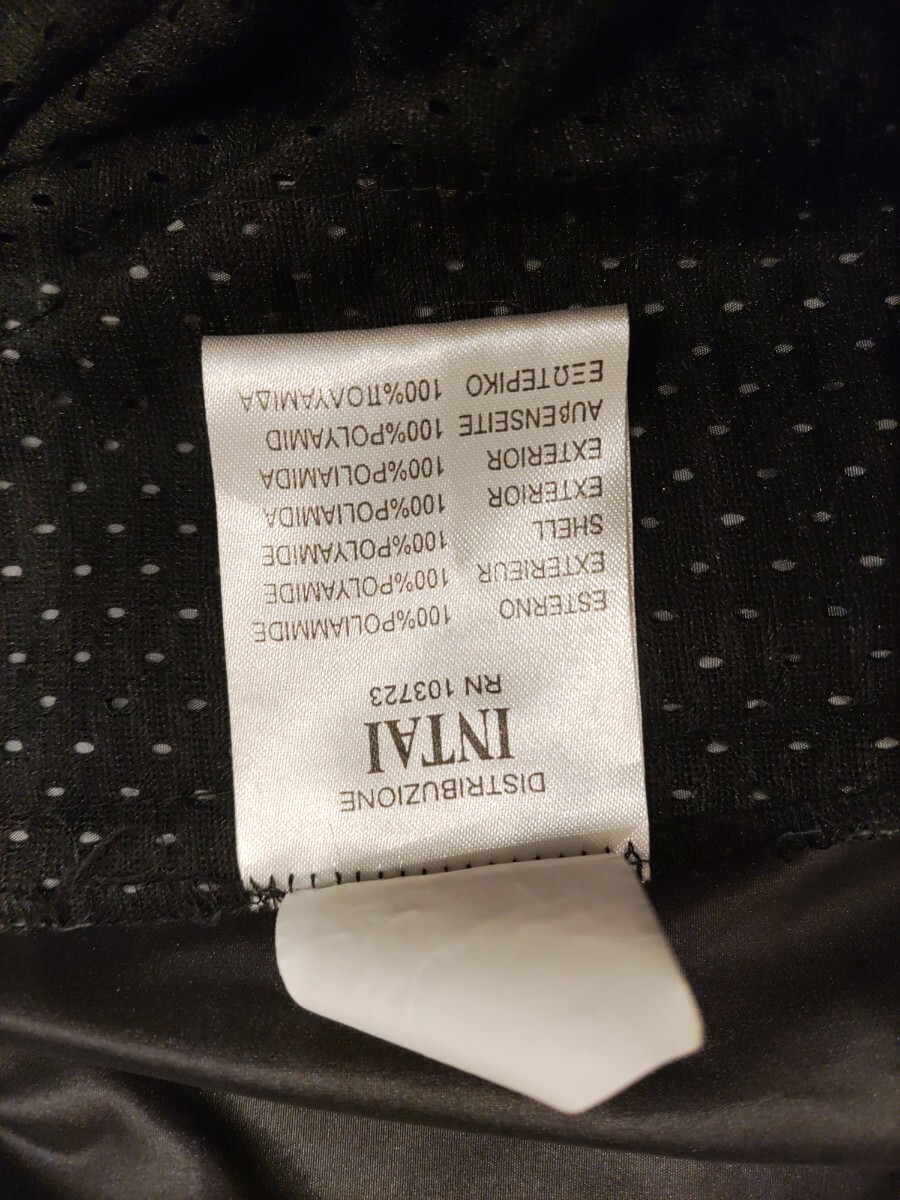 DISTRIBUZIONE
INTAI
RN 103723
ESTERNO 100%POLIAMMIDE
EXTERIEUR 100%POLYAMIDE
SHELL 100%POLYAMIDE
EXTERIOR 100%POLIAMIDA
EXTERIOR 100%POLIAMIDA
AUßENSEITE 100%POLYAMID
ΕΞΩΤΕΡΙΚΟ 100%ΠΟΛΥΑΜΙΔΑ